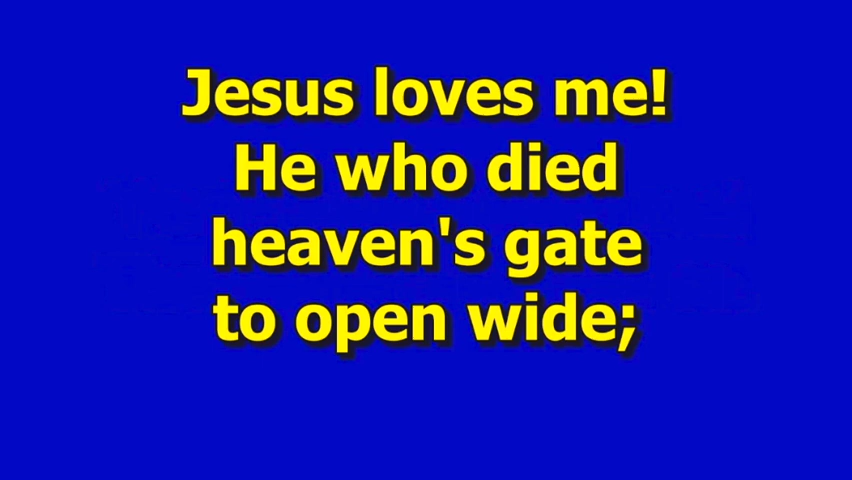 Jesus loves me!
He who died
heaven's gate
to open wide;